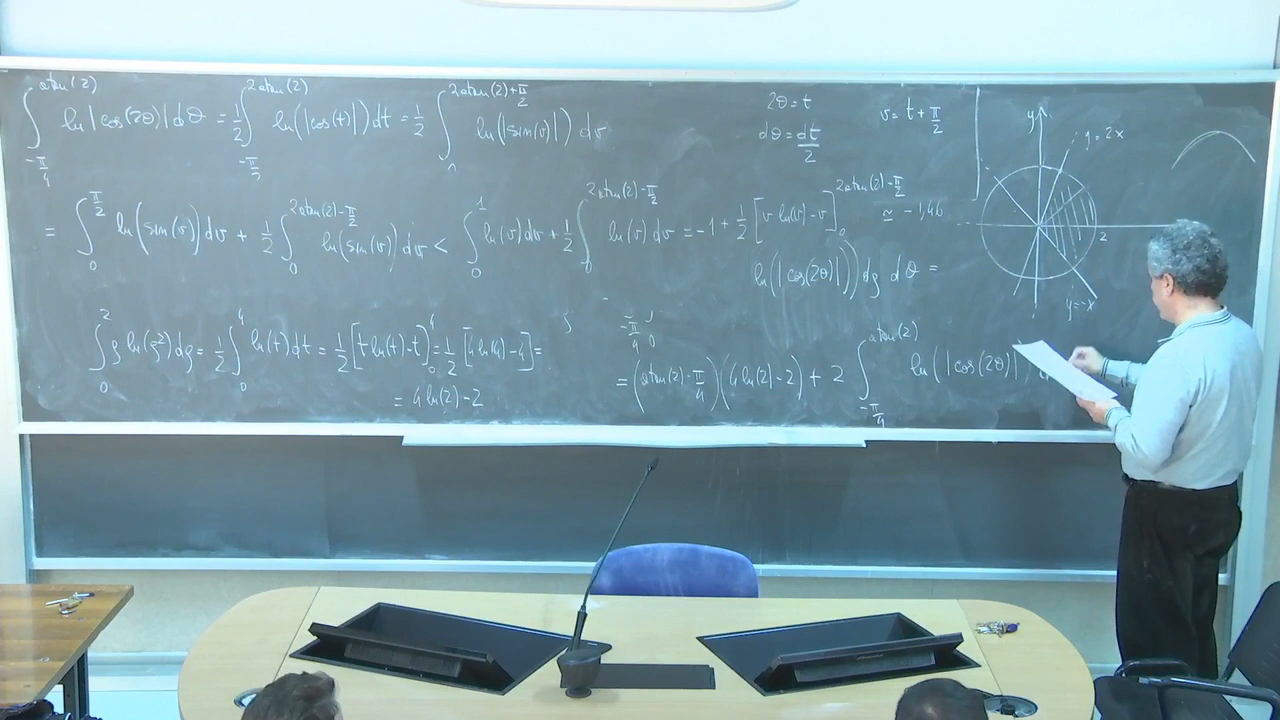 ∫_{-π/4}^{atan(2)} ln|cos(2θ)|dθ = 1/2 ∫_{-π/2}^{2atan(2)} ln(|cos(t)|)dt = 1/2 ∫_0^{2atan(2)+π/2} ln(|sin(v)|) dv
2θ=t
dθ=dt/2
v=t+π/2
y
y=2x
2
y=-x
= ∫_0^{π/2} ln(sin(v))dv + 1/2 ∫_0^{2atan(2)-π/2} ln(sin(v))dv < ∫_0^1 ln(v)dv + 1/2 ∫_0^{2atan(2)-π/2} ln(v)dv = -1 + 1/2 [v ln(v)-v]_0^{2atan(2)-π/2} ≃ -1,46
ln(|cos(2θ)|))dρ dθ =
-π/4 0
∫_0^2 ρ ln(ρ²)dρ = 1/2 ∫_0^4 ln(t)dt = 1/2 [t ln(t)-t]_0^4 = 1/2 [4 ln(4)-4] =
= 4 ln(2)-2
= (atan(2)-π/4)(4 ln(2)-2) + 2 ∫_{-π/4}^{atan(2)} ln(|cos(2θ)|